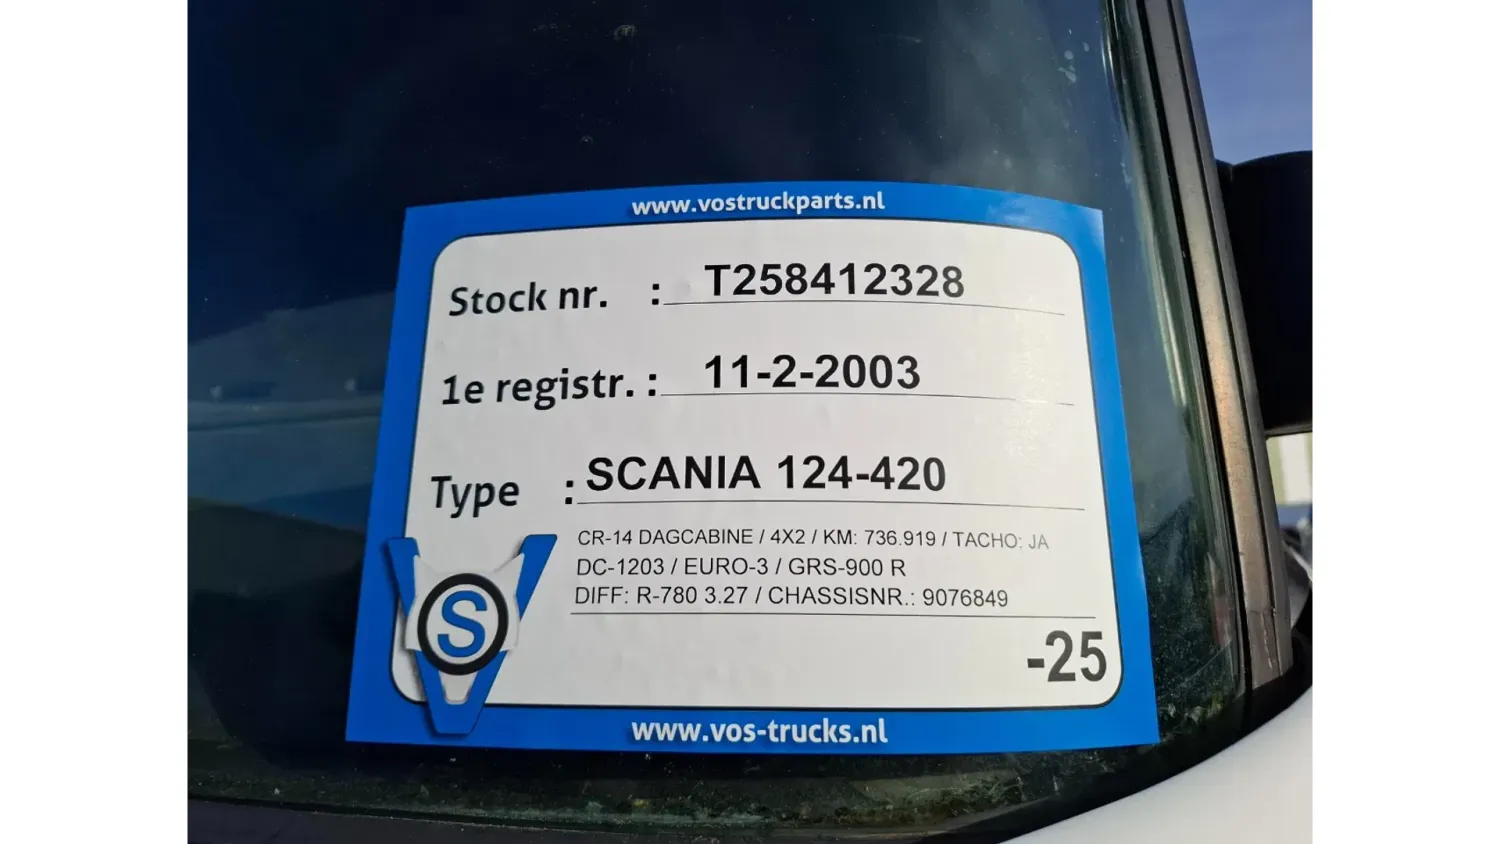 www.vostruckparts.nl
Stock nr. : T258412328
1e registr. : 11-2-2003
Type : SCANIA 124-420
CR-14 DAGCABINE / 4X2 / KM: 736.919 / TACHO: JA
DC-1203 / EURO-3 / GRS-900 R
DIFF: R-780 3.27 / CHASSISNR.: 9076849
S
-25
www.vos-trucks.nl